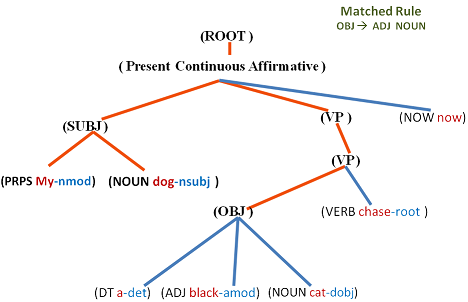 Matched Rule
OBJ → ADJ NOUN
(ROOT)
( Present Continuous Affirmative )
(SUBJ)
(VP )
(NOW now)
(PRPS My-nmod)
(NOUN dog-nsubj )
(VP)
(OBJ)
(VERB chase-root )
(DT a-det)
(ADJ black-amod)
(NOUN cat-dobj)